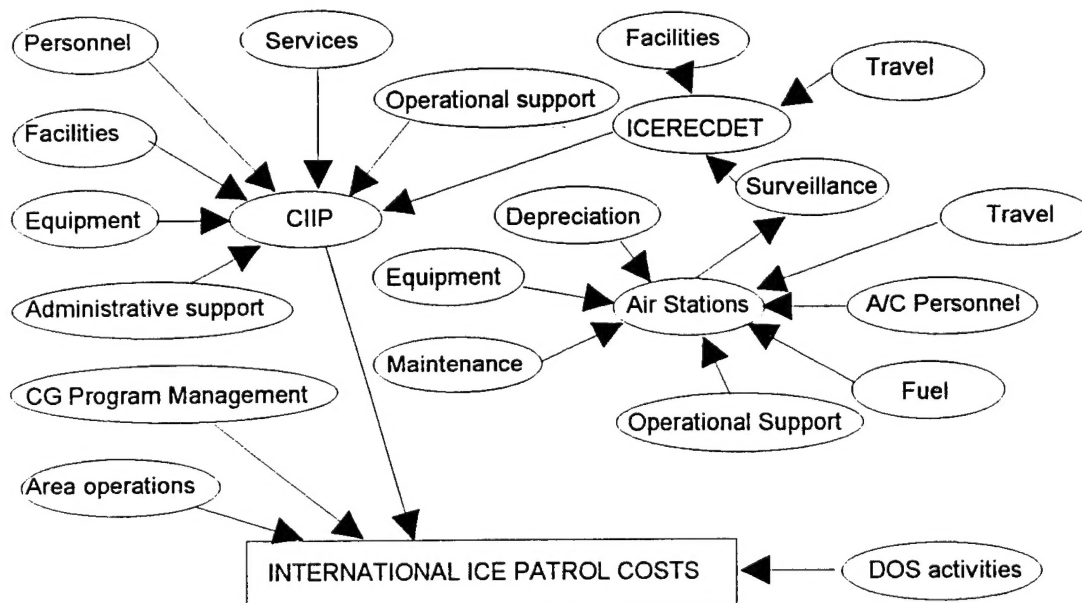 Personnel
Services
Facilities
Travel
Operational support
Facilities
ICERECDET
Equipment
CIIP
Surveillance
Depreciation
Travel
Equipment
Administrative support
Air Stations
A/C Personnel
Maintenance
CG Program Management
Fuel
Operational Support
Area operations
INTERNATIONAL ICE PATROL COSTS
DOS activities